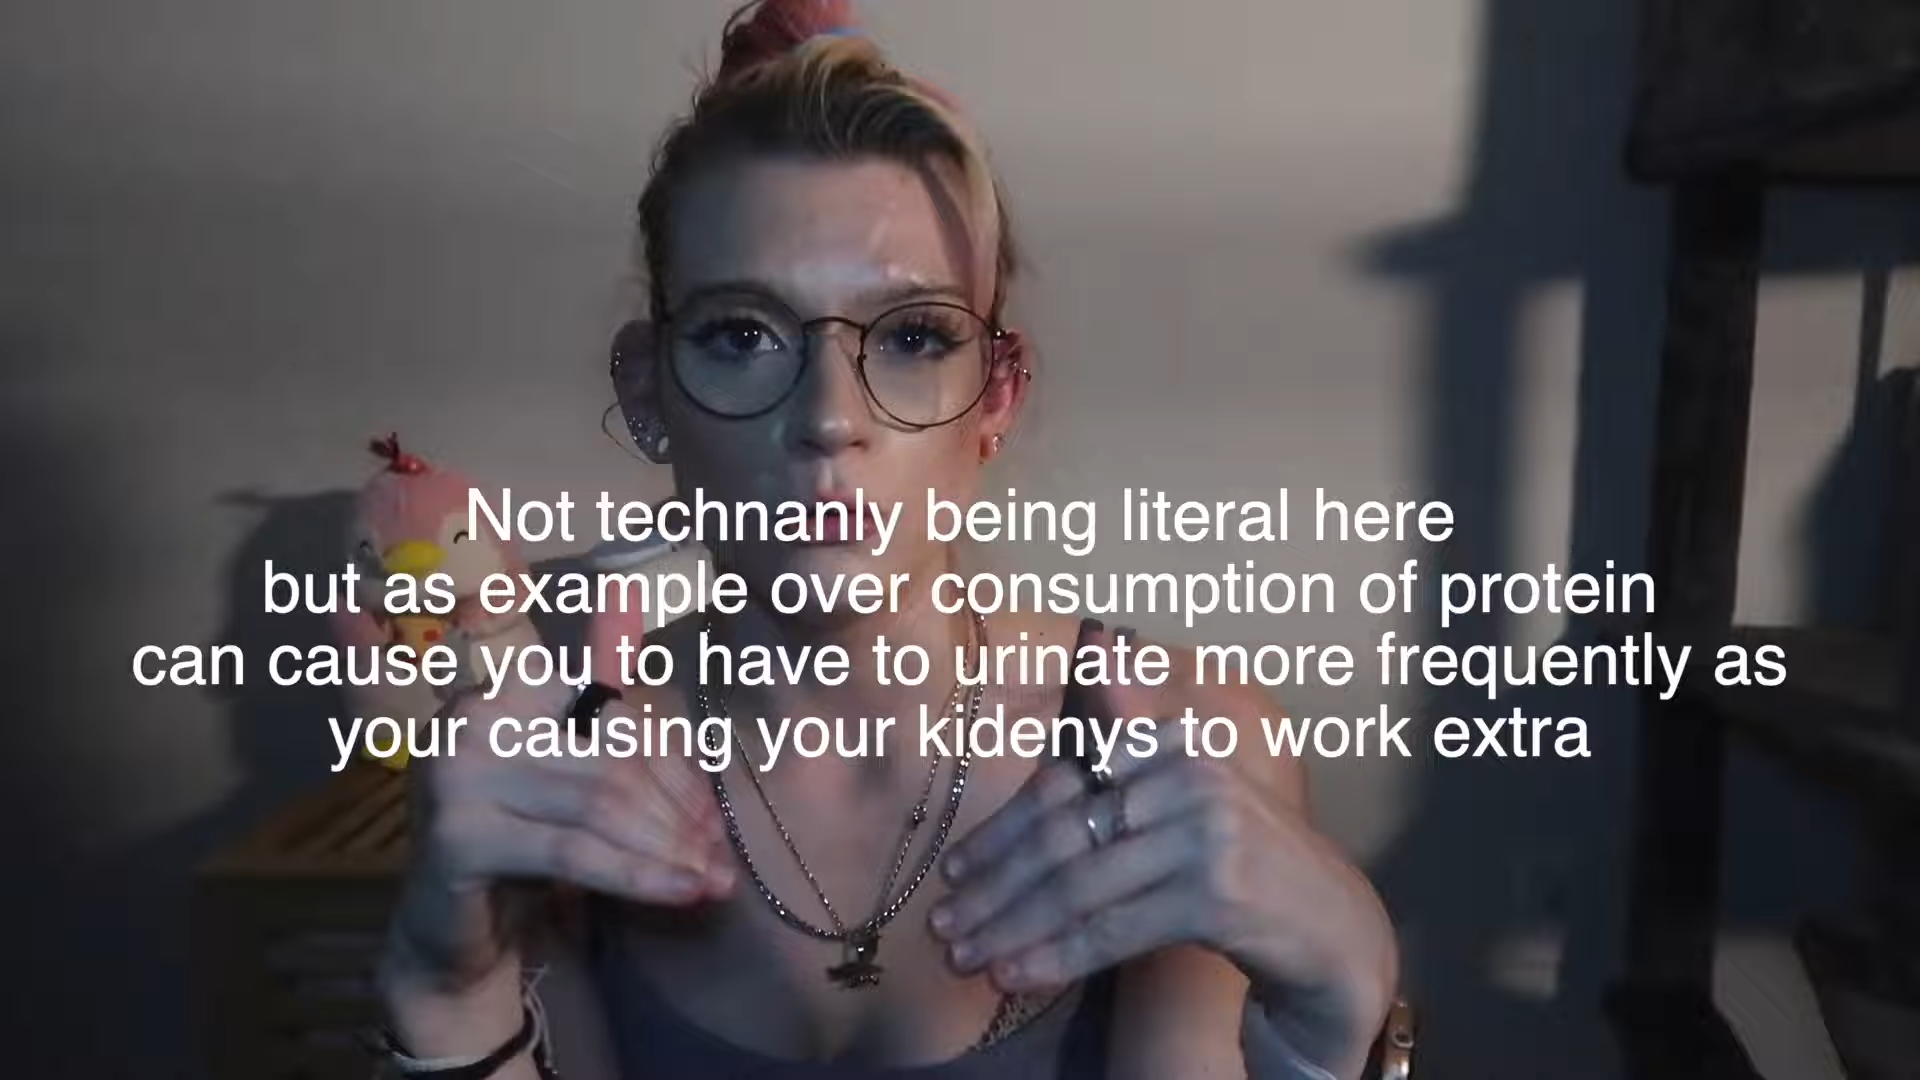 Not technanly being literal here
but as example over consumption of protein
can cause you to have to urinate more frequently as
your causing your kidenys to work extra